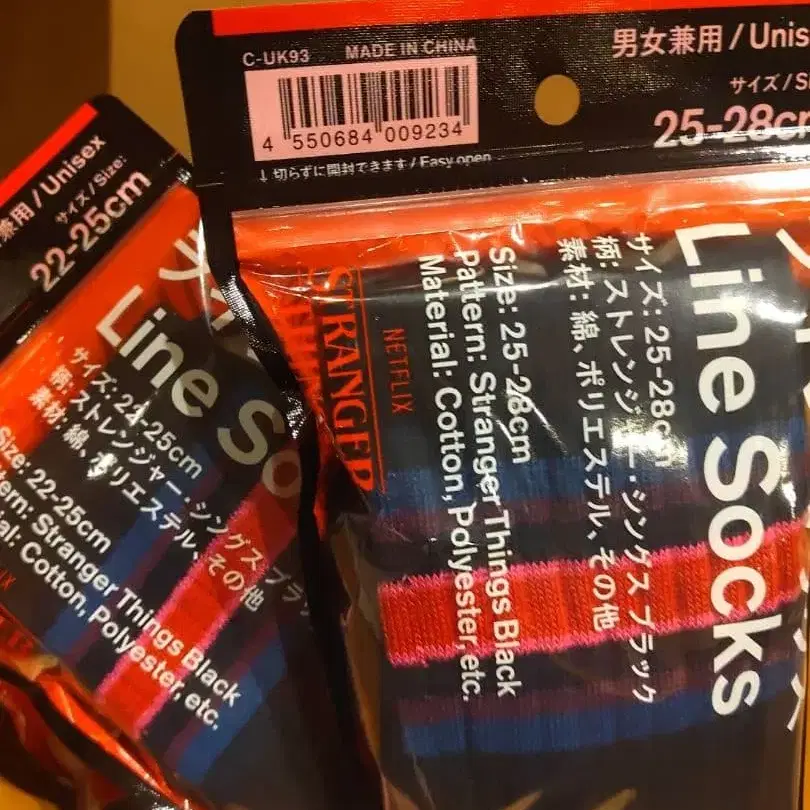 C-UK93 MADE IN CHINA
4 550684 009234
↓切らずに開封できます / Easy open
男女兼用 / Unis
サイズ / S
25-28cm
Line Socks
サイズ: 25-28cm
柄: ストレンジャー・シングス ブラック
素材: 綿、ポリエステル、その他
Size: 25-28cm
Pattern: Stranger Things Black
Material: Cotton, Polyester, etc.
NETFLIX
STRANGER
兼用 / Unisex
サイズ / Size:
22-25cm
Line So
サイズ: 22-25cm
柄: ストレンジャー・シングス ブラッ
素材: 綿、ポリエステル、その他
Size: 22-25cm
tern: Stranger Things Black
ial: Cotton, Polyester, etc.